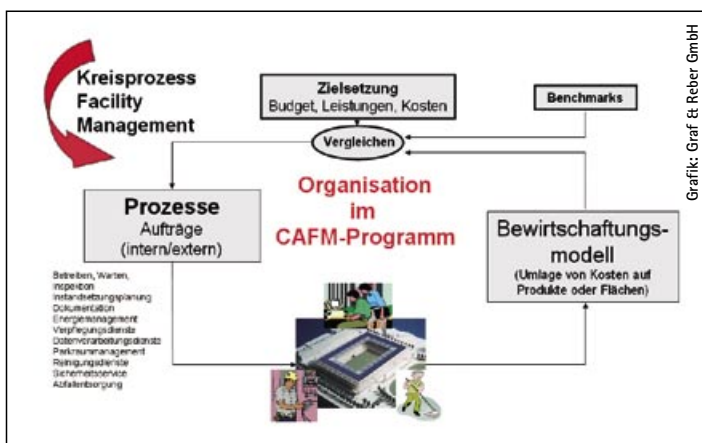 Kreisprozess
Facility
Management
Zielsetzung
Budget, Leistungen, Kosten
Benchmarks
Vergleichen
Organisation
im
CAFM-Programm
Prozesse
Aufträge
(intern/extern)
Bewirtschaftungs-
modell
(Umlage von Kosten auf
Produkte oder Flächen)
Betreiben, Warten,
Inspektion
Instandsetzungsplanung
Dokumentation
Energiemanagement
Verpflegungsdienste
Datenverarbeitungsdienste
Parkraummanagement
Reinigungsdienste
Sicherheitsservice
Abfallentsorgung
Grafik: Graf & Reber GmbH